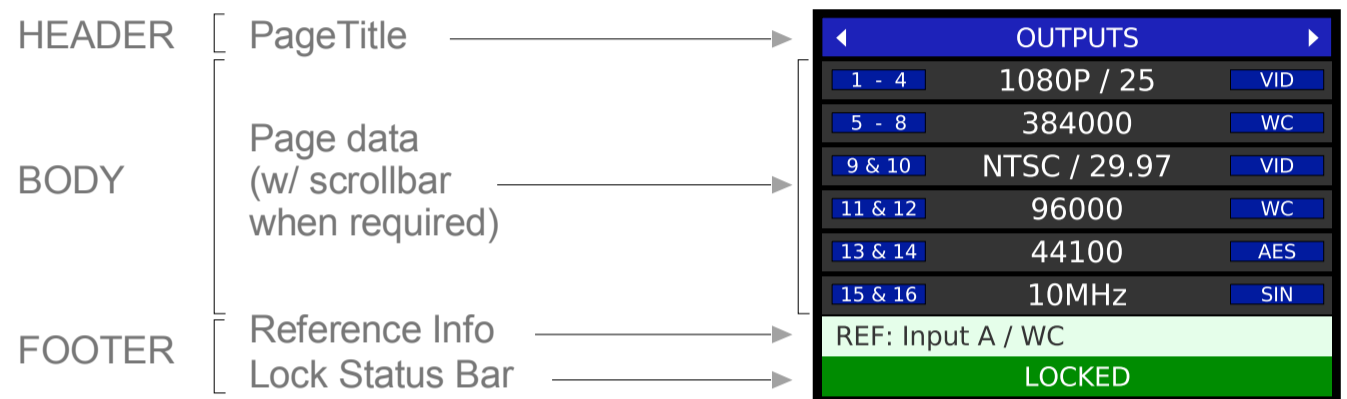 HEADER
PageTitle
BODY
Page data
(w/ scrollbar
when required)
FOOTER
Reference Info
Lock Status Bar
OUTPUTS
1 - 4 1080P / 25 VID
5 - 8 384000 WC
9 & 10 NTSC / 29.97 VID
11 & 12 96000 WC
13 & 14 44100 AES
15 & 16 10MHz SIN
REF: Input A / WC
LOCKED